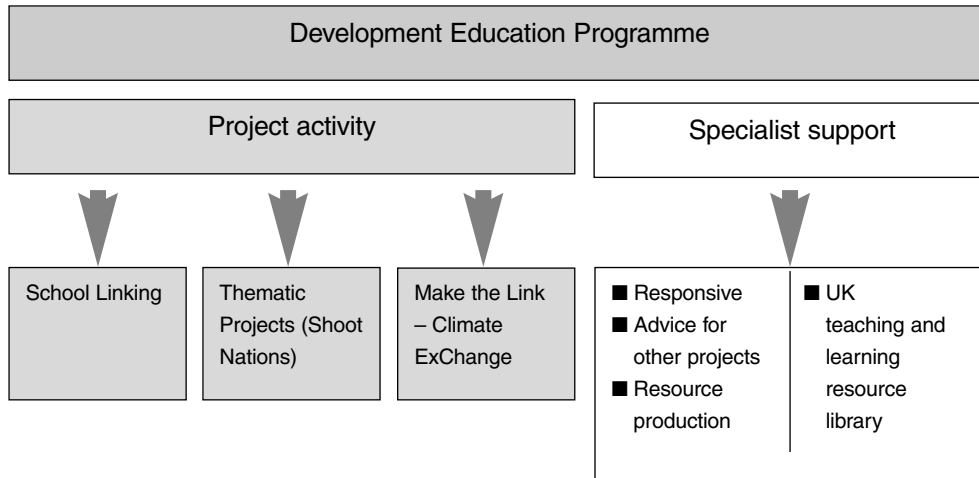 Development Education Programme
Project activity
Specialist support
School Linking
Thematic
Projects (Shoot
Nations)
Make the Link
– Climate
ExChange
■ Responsive
■ Advice for
other projects
■ Resource
production
■ UK
teaching and
learning
resource
library